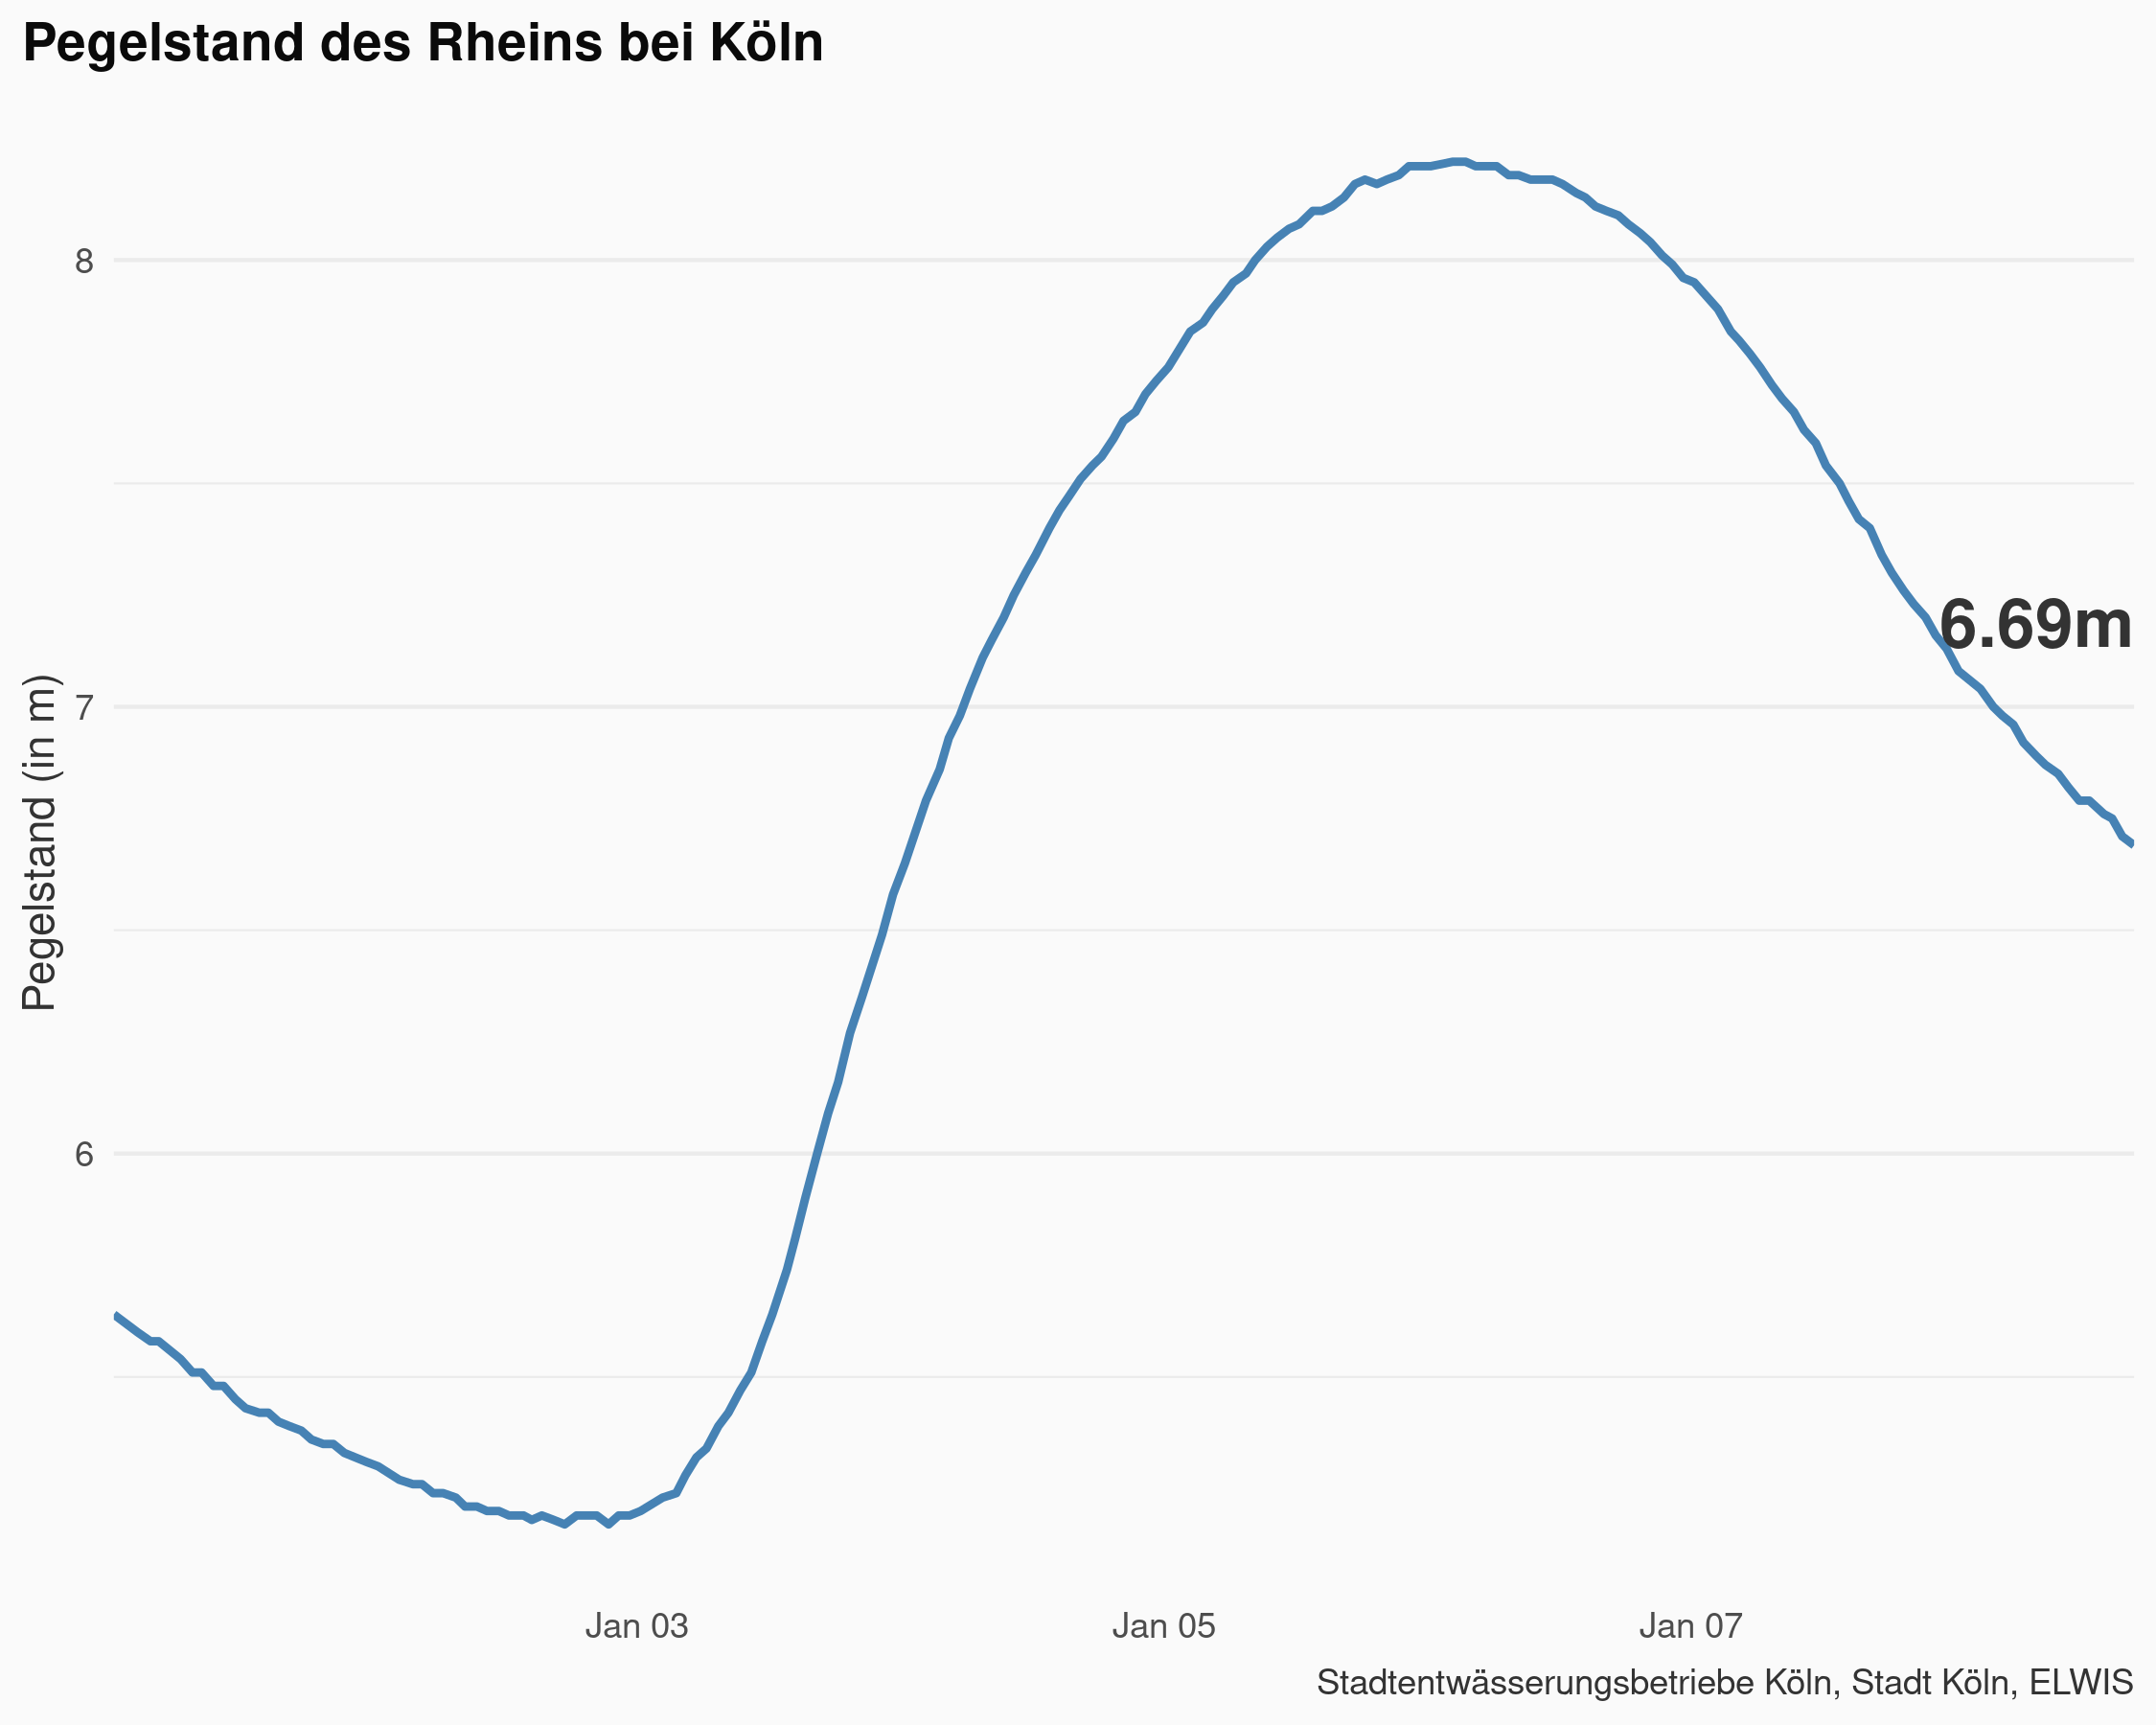 Pegelstand des Rheins bei Köln
Pegelstand (in m)
8
7
6
6.69m
Jan 03 Jan 05 Jan 07
Stadtentwässerungsbetriebe Köln, Stadt Köln, ELWIS